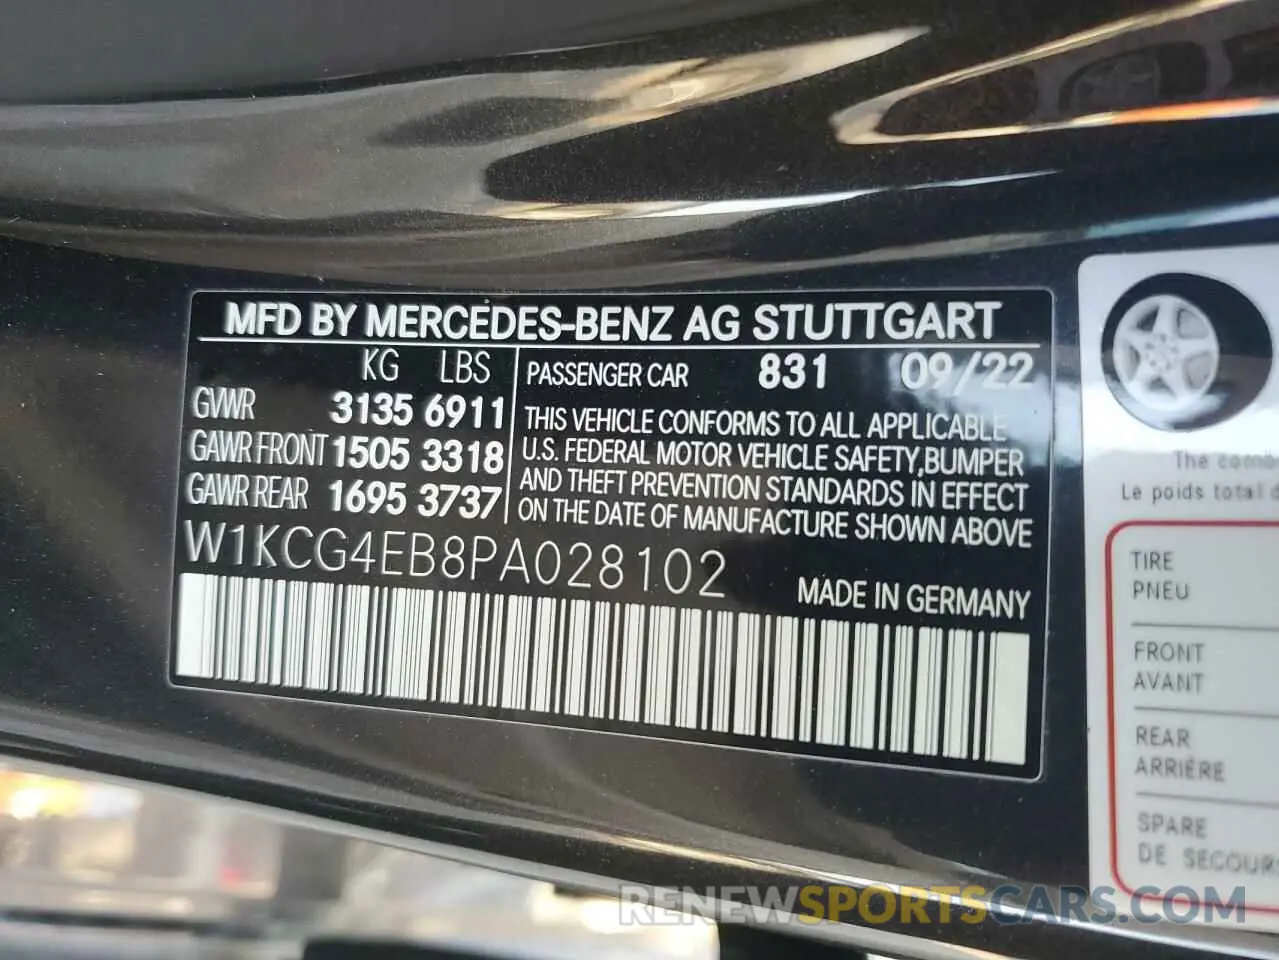 MFD BY MERCEDES-BENZ AG STUTTGART
KG LBS
GVWR 3135 6911
GAWR FRONT 1505 3318
GAWR REAR 1695 3737
PASSENGER CAR 831 09/22
THIS VEHICLE CONFORMS TO ALL APPLICABLE
U.S. FEDERAL MOTOR VEHICLE SAFETY, BUMPER
AND THEFT PREVENTION STANDARDS IN EFFECT
ON THE DATE OF MANUFACTURE SHOWN ABOVE
W1KCG4EB8PA028102
MADE IN GERMANY
The
Le poids total
TIRE
PNEU
FRONT
AVANT
REAR
ARRIÈRE
SPARE
DE SECOURS
RENEWSPORTSCARS.COM